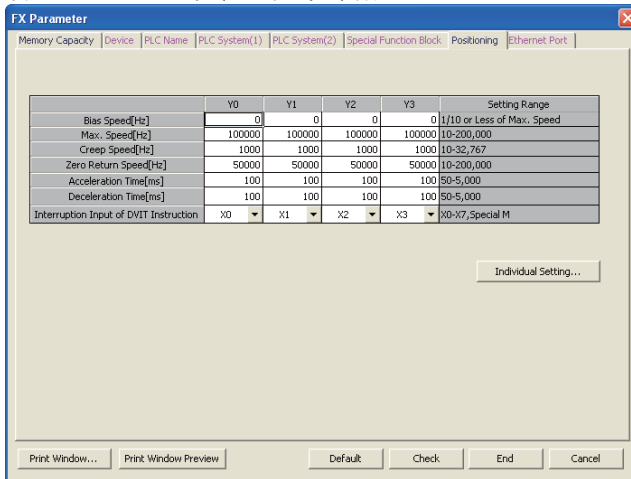 FX Parameter
Memory Capacity Device PLC Name PLC System(1) PLC System(2) Special Function Block Positioning Ethernet Port
Y0 Y1 Y2 Y3 Setting Range
Bias Speed[Hz] 0 0 0 0 1/10 or Less of Max. Speed
Max. Speed[Hz] 100000 100000 100000 100000 10-200,000
Creep Speed[Hz] 1000 1000 1000 1000 10-32,767
Zero Return Speed[Hz] 50000 50000 50000 50000 10-200,000
Acceleration Time[ms] 100 100 100 100 50-5,000
Deceleration Time[ms] 100 100 100 100 50-5,000
Interruption Input of DVIT Instruction X0 X1 X2 X3 X0-X7,Special M
Individual Setting...
Print Window... Print Window Preview Default Check End Cancel